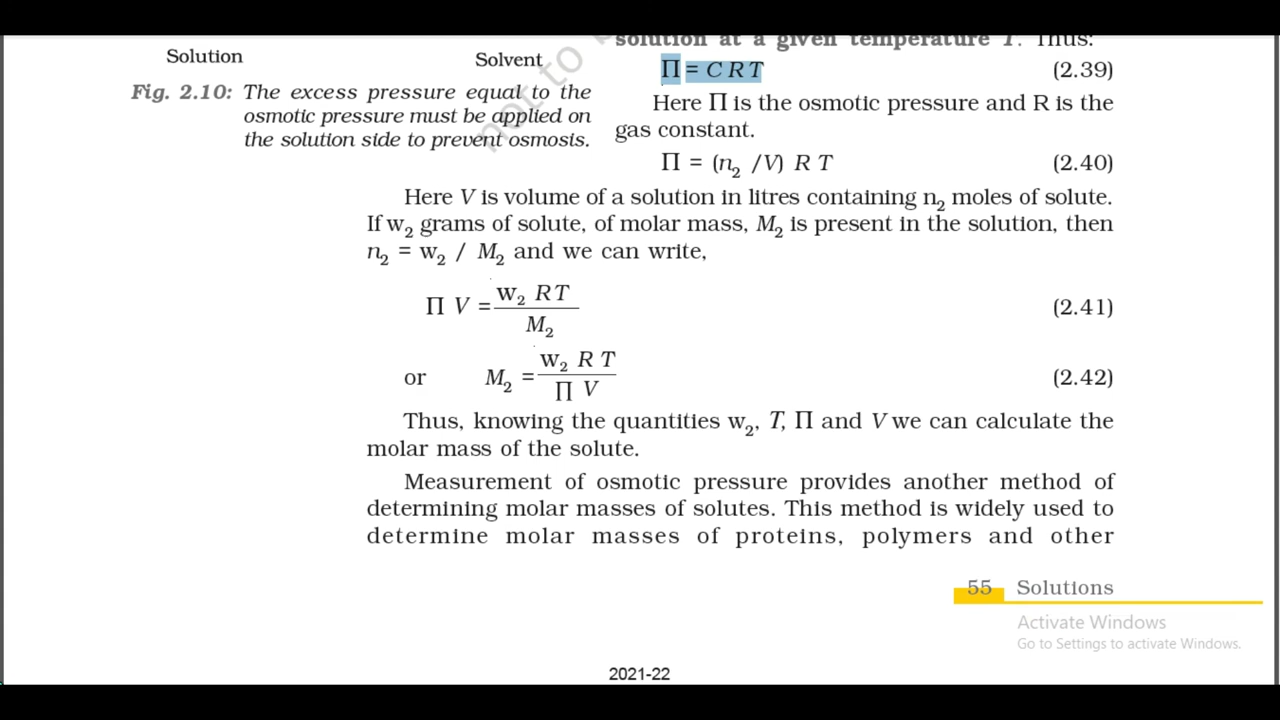 solution at a given temperature T. Thus:
Solution
Solvent
Π = C R T (2.39)
Fig. 2.10: The excess pressure equal to the
osmotic pressure must be applied on
the solution side to prevent osmosis.
not to
Here Π is the osmotic pressure and R is the
gas constant.
Π = (n₂ /V) R T (2.40)
Here V is volume of a solution in litres containing n₂ moles of solute.
If w₂ grams of solute, of molar mass, M₂ is present in the solution, then
n₂ = w₂ / M₂ and we can write,
Π V = w₂ RT / M₂ (2.41)
or M₂ = w₂ R T / Π V (2.42)
Thus, knowing the quantities w₂, T, Π and V we can calculate the
molar mass of the solute.
Measurement of osmotic pressure provides another method of
determining molar masses of solutes. This method is widely used to
determine molar masses of proteins, polymers and other
55 Solutions
Activate Windows
Go to Settings to activate Windows.
2021-22